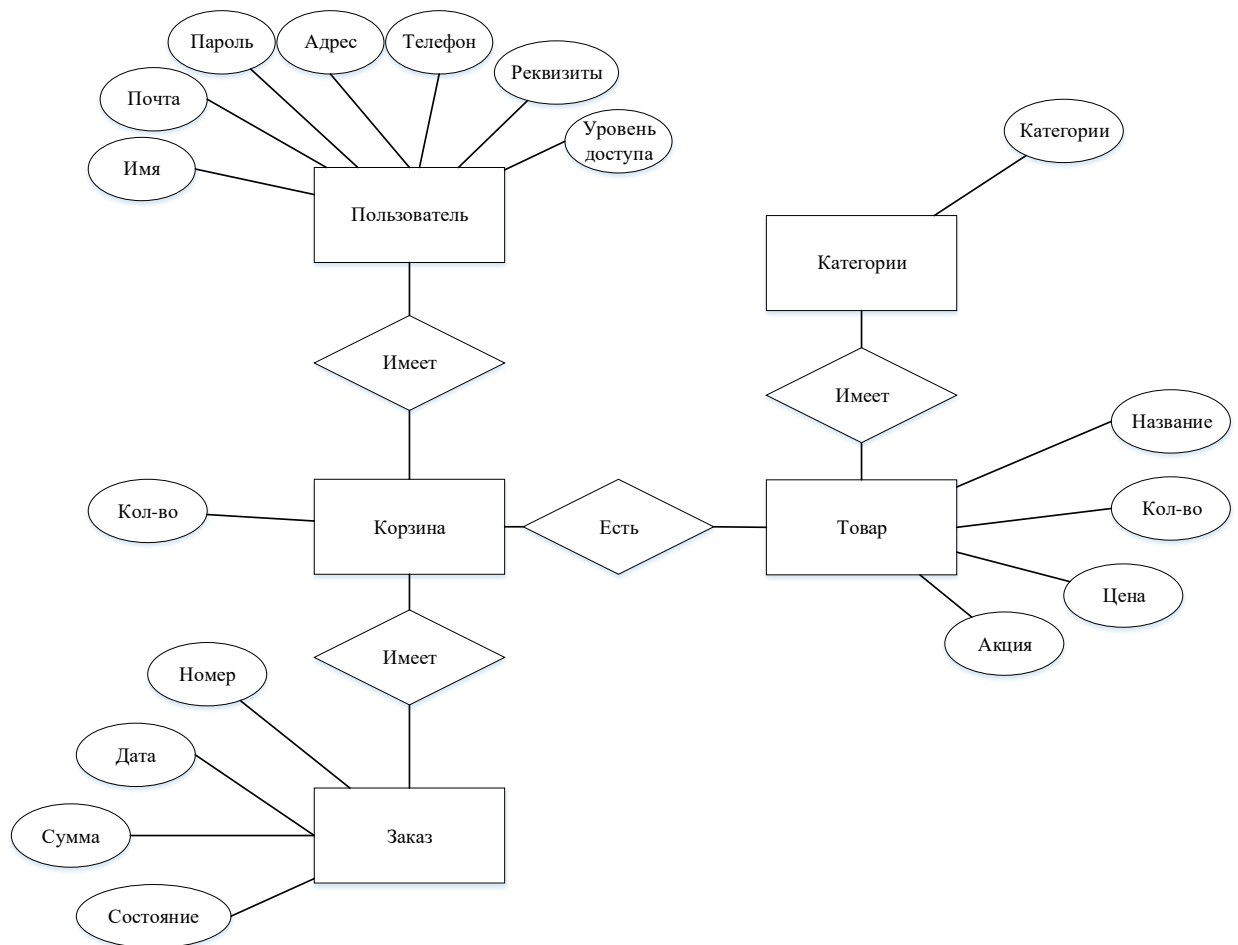 Пароль
Адрес
Телефон
Реквизиты
Почта
Уровень
доступа
Имя
Пользователь
Категории
Категории
Имеет
Имеет
Название
Кол-во
Корзина
Есть
Товар
Кол-во
Цена
Акция
Имеет
Номер
Дата
Сумма
Заказ
Состояние